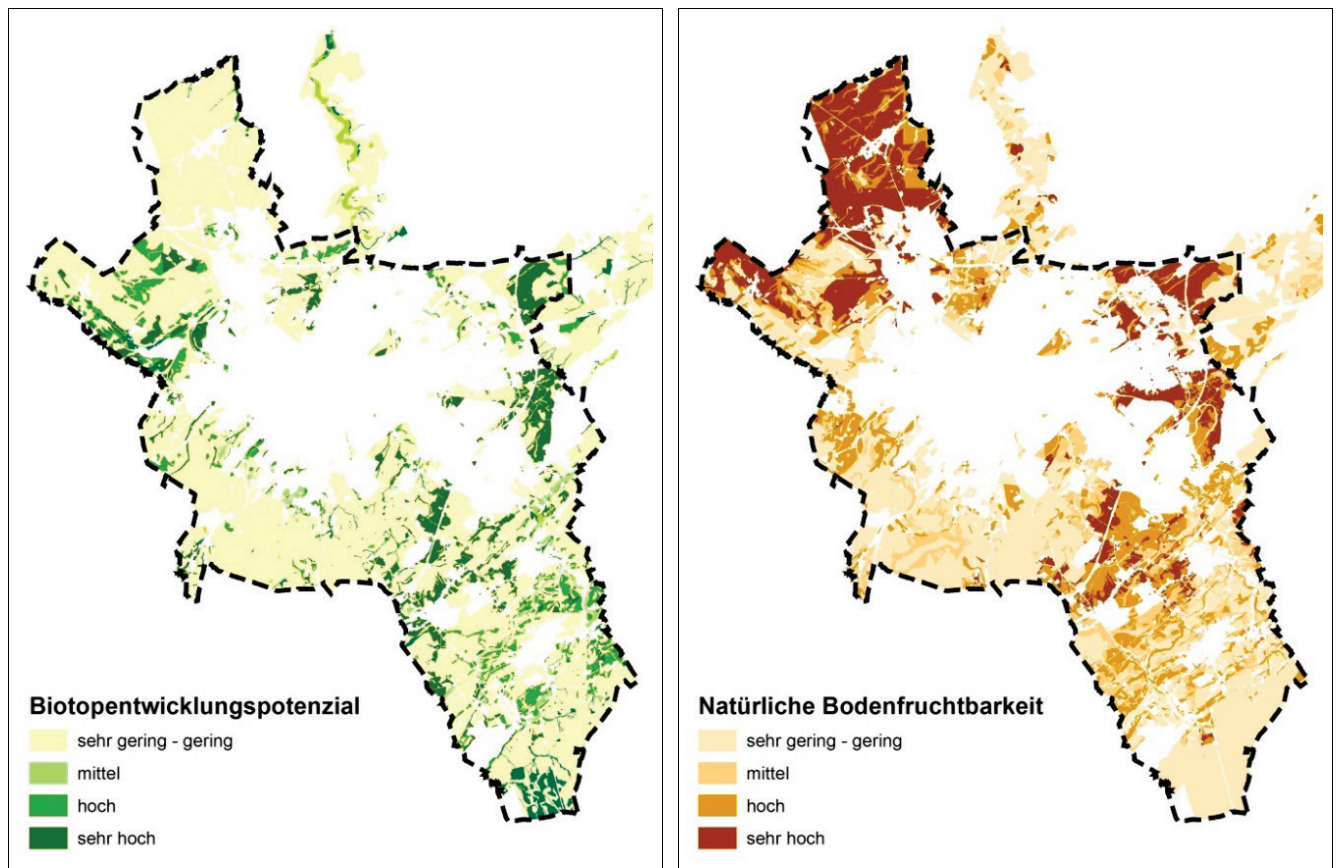 Biotopentwicklungspotenzial
sehr gering - gering
mittel
hoch
sehr hoch
Natürliche Bodenfruchtbarkeit
sehr gering - gering
mittel
hoch
sehr hoch